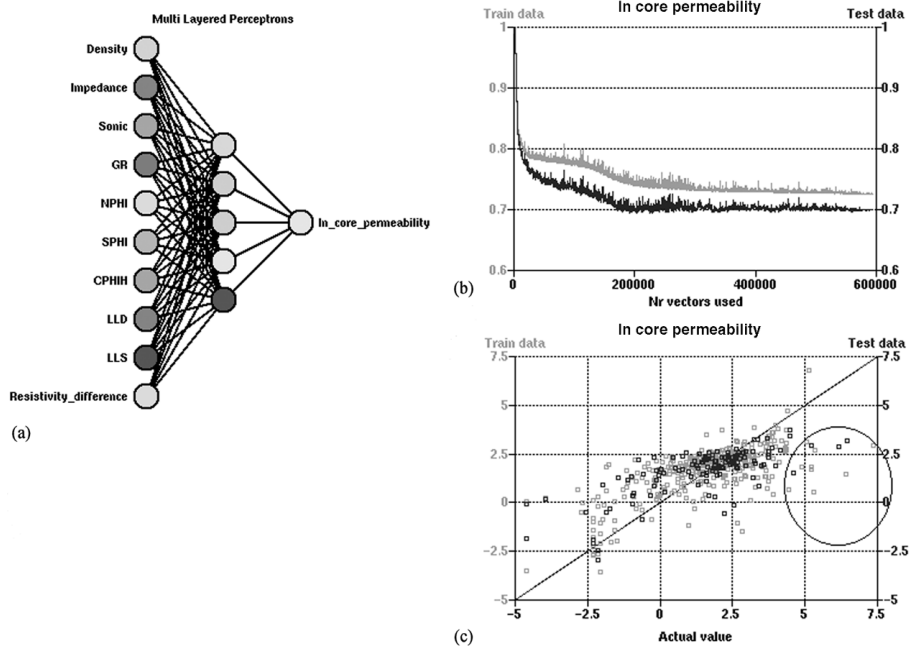 Multi Layered Perceptrons
Density
Impedance
Sonic
GR
NPHI
SPHI
CPHIH
LLD
LLS
Resistivity_difference
ln_core_permeability
(a)
ln core permeability
Train data
Test data
1
0.9
0.8
0.7
0.6
1
0.9
0.8
0.7
0.6
0
200000
400000
600000
Nr vectors used
(b)
ln core permeability
Train data
Test data
7.5
5
2.5
0
-2.5
-5
7.5
5
2.5
0
-2.5
-5
-5
-2.5
0
2.5
5
7.5
Actual value
(c)